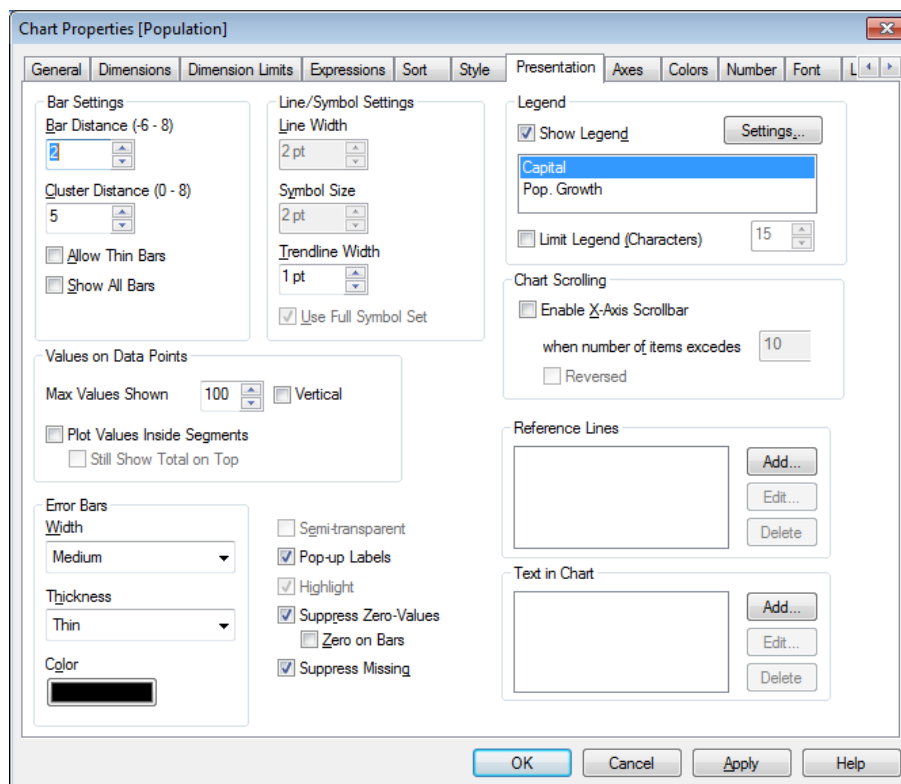 Chart Properties [Population]
General Dimensions Dimension Limits Expressions Sort Style Presentation Axes Colors Number Font L
Bar Settings
Bar Distance (-6 - 8)
2
Cluster Distance (0 - 8)
5
Allow Thin Bars
Show All Bars
Line/Symbol Settings
Line Width
2 pt
Symbol Size
2 pt
Trendline Width
1 pt
Use Full Symbol Set
Legend
Show Legend
Settings...
Capital
Pop. Growth
Limit Legend (Characters)
15
Chart Scrolling
Enable X-Axis Scrollbar
when number of items excedes
10
Reversed
Values on Data Points
Max Values Shown
100
Vertical
Plot Values Inside Segments
Still Show Total on Top
Reference Lines
Add...
Edit...
Delete
Error Bars
Width
Medium
Thickness
Thin
Color
Semi-transparent
Pop-up Labels
Highlight
Suppress Zero-Values
Zero on Bars
Suppress Missing
Text in Chart
Add...
Edit...
Delete
OK Cancel Apply Help